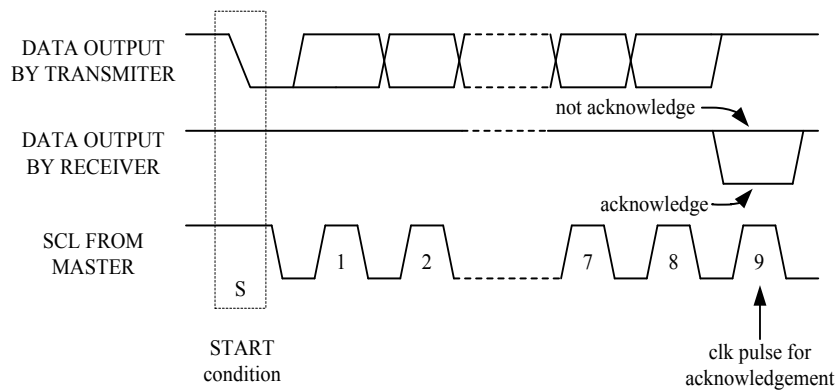 DATA OUTPUT
BY TRANSMITER
not acknowledge
DATA OUTPUT
BY RECEIVER
acknowledge
SCL FROM
MASTER
1
2
7
8
9
S
START
condition
clk pulse for
acknowledgement